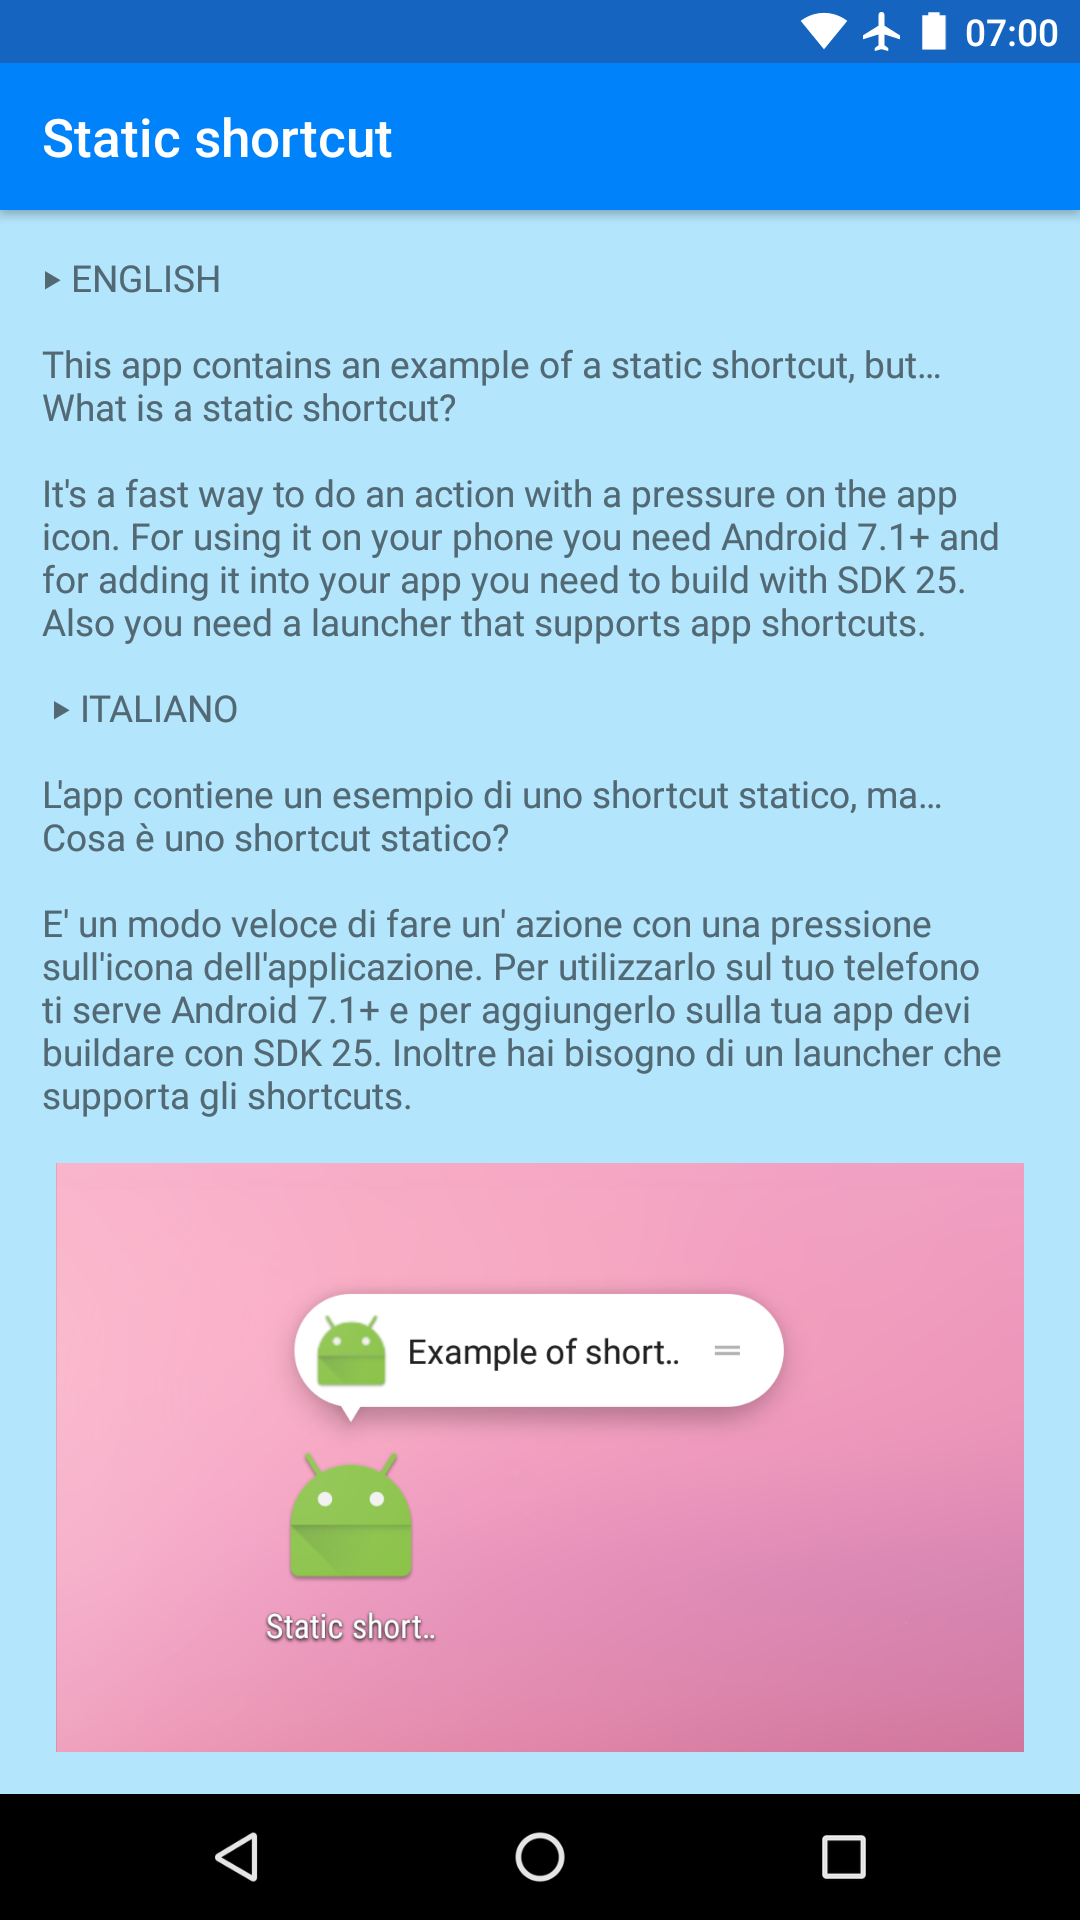 07:00
Static shortcut
▶ ENGLISH
This app contains an example of a static shortcut, but...
What is a static shortcut?
It's a fast way to do an action with a pressure on the app
icon. For using it on your phone you need Android 7.1+ and
for adding it into your app you need to build with SDK 25.
Also you need a launcher that supports app shortcuts.
▶ ITALIANO
L'app contiene un esempio di uno shortcut statico, ma...
Cosa è uno shortcut statico?
E' un modo veloce di fare un' azione con una pressione
sull'icona dell'applicazione. Per utilizzarlo sul tuo telefono
ti serve Android 7.1+ e per aggiungerlo sulla tua app devi
buildare con SDK 25. Inoltre hai bisogno di un launcher che
supporta gli shortcuts.
Example of short..
Static short..